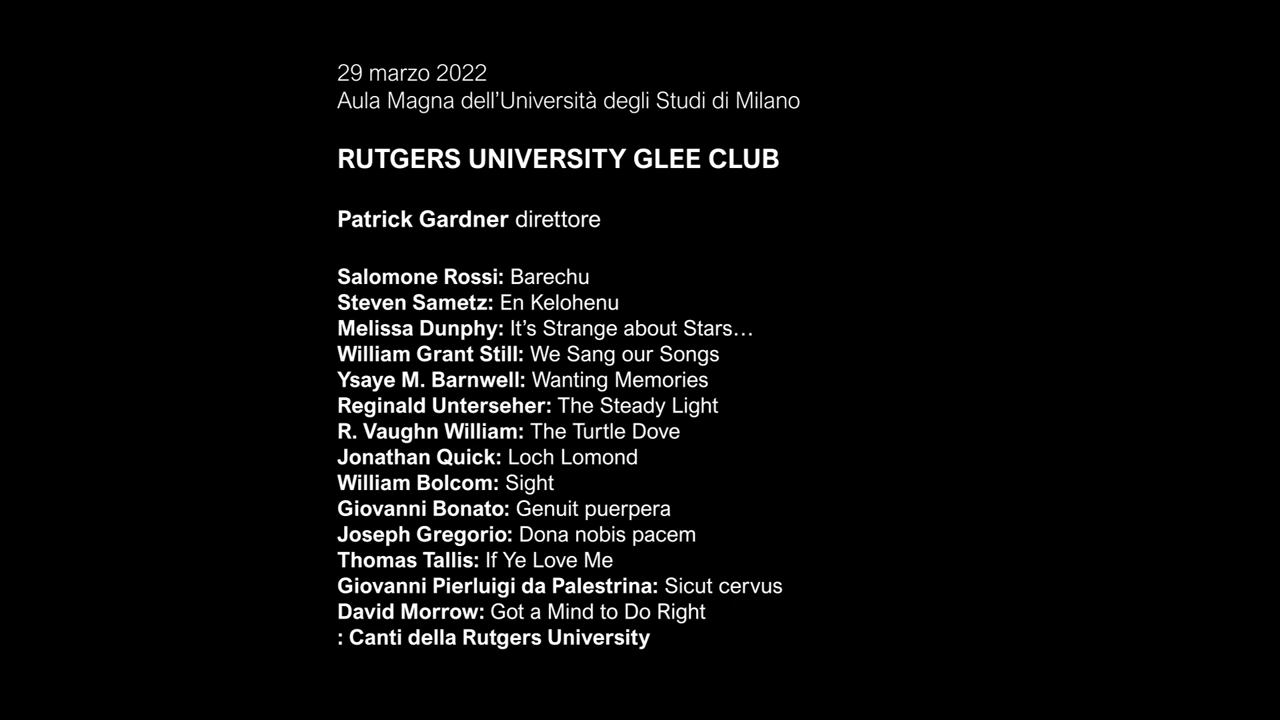 29 marzo 2022
Aula Magna dell’Università degli Studi di Milano
RUTGERS UNIVERSITY GLEE CLUB
Patrick Gardner direttore
Salomone Rossi: Barechu
Steven Sametz: En Kelohenu
Melissa Dunphy: It’s Strange about Stars…
William Grant Still: We Sang our Songs
Ysaye M. Barnwell: Wanting Memories
Reginald Unterseher: The Steady Light
R. Vaughn William: The Turtle Dove
Jonathan Quick: Loch Lomond
William Bolcom: Sight
Giovanni Bonato: Genuit puerpera
Joseph Gregorio: Dona nobis pacem
Thomas Tallis: If Ye Love Me
Giovanni Pierluigi da Palestrina: Sicut cervus
David Morrow: Got a Mind to Do Right
: Canti della Rutgers University